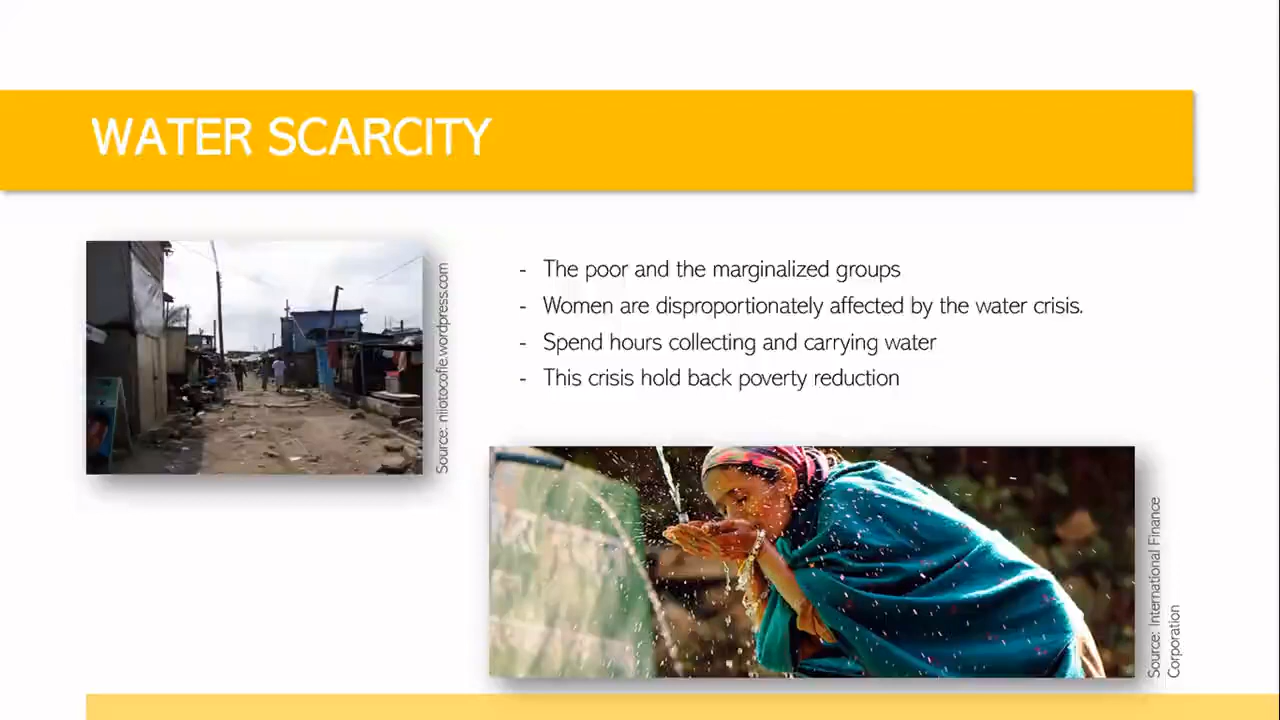 WATER SCARCITY
- The poor and the marginalized groups
- Women are disproportionately affected by the water crisis.
- Spend hours collecting and carrying water
- This crisis hold back poverty reduction
Source: niiotocofie.wordpress.com
Source: International Finance
Corporation